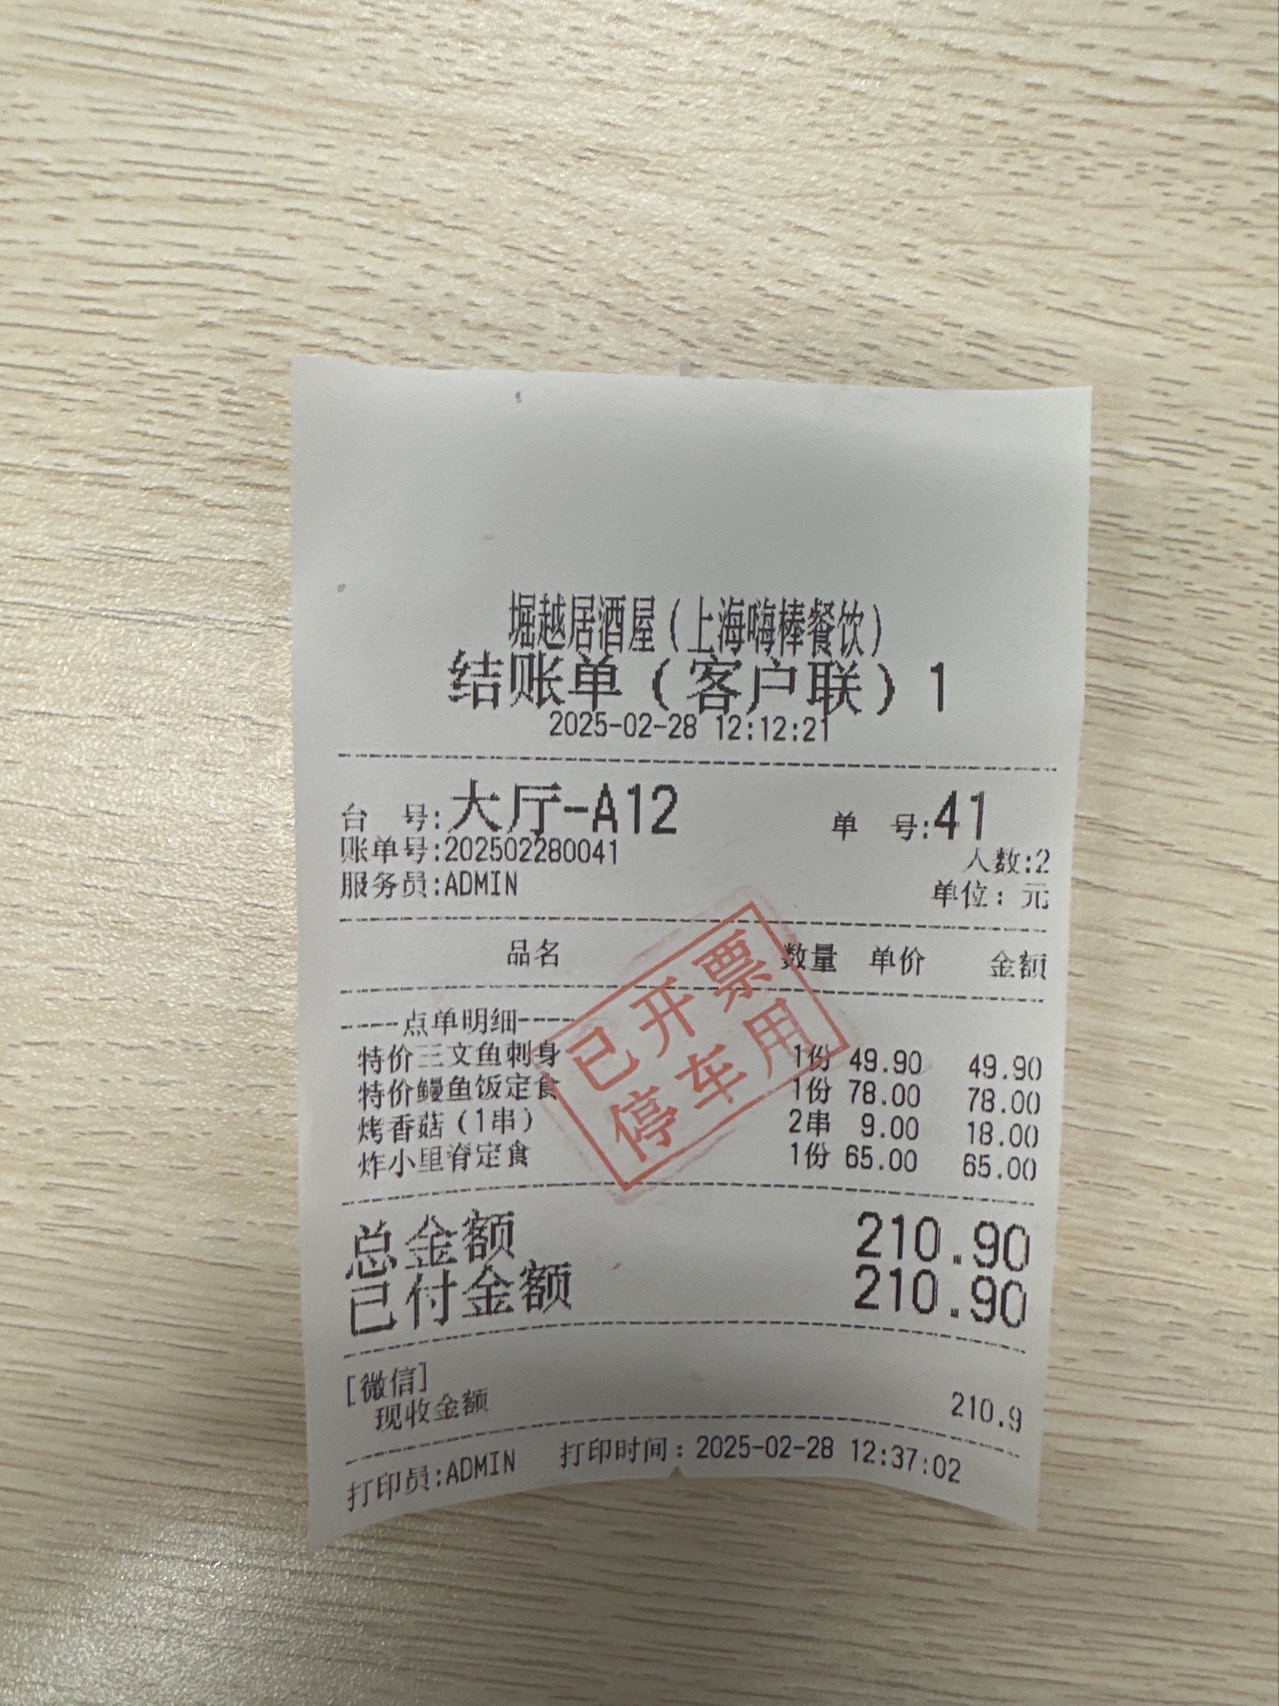 堀越居酒屋（上海嗨棒餐饮）
结账单（客户联）1
2025-02-28 12:12:21
台 号:大厅-A12 单 号:41
账单号:202502280041 人数:2
服务员:ADMIN 单位：元
品名 数量 单价 金额
----点单明细----
特价三文鱼刺身 1份 49.90 49.90
特价鳗鱼饭定食 1份 78.00 78.00
烤香菇（1串） 2串 9.00 18.00
炸小里脊定食 1份 65.00 65.00
已开票
停车用
总金额 210.90
已付金额 210.90
[微信]
现收金额 210.9
打印员:ADMIN 打印时间：2025-02-28 12:37:02